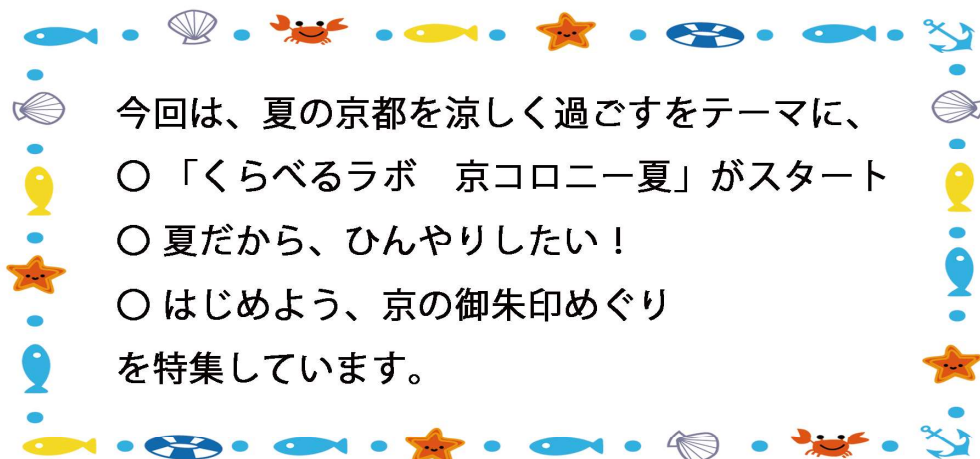 今回は、夏の京都を涼しく過ごすをテーマに、
〇 「くらべるラボ　京コロニー夏」がスタート
〇 夏だから、ひんやりしたい！
〇 はじめよう、京の御朱印めぐり
を特集しています。